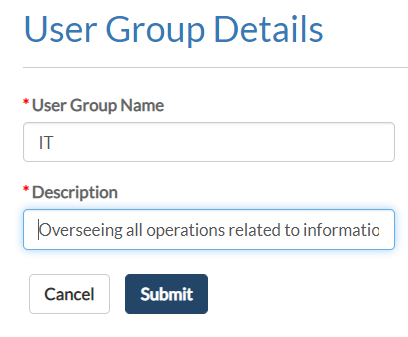 User Group Details
* User Group Name
IT
* Description
Overseeing all operations related to informatio
Cancel
Submit